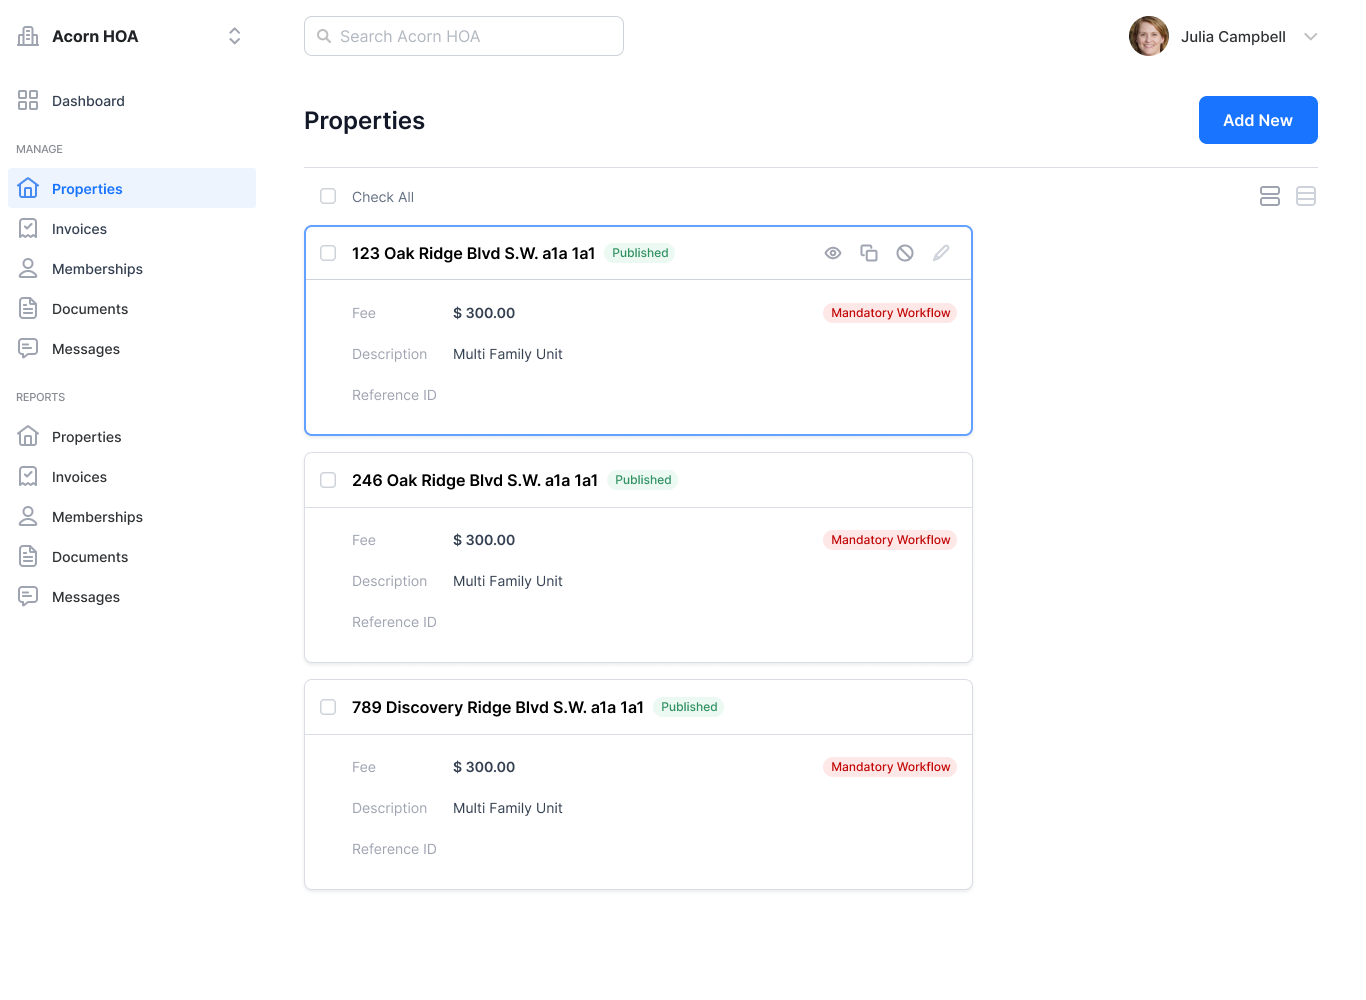 Acorn HOA
Search Acorn HOA
Julia Campbell
Dashboard
MANAGE
Properties
Invoices
Memberships
Documents
Messages
REPORTS
Properties
Invoices
Memberships
Documents
Messages
Properties
Add New
Check All
123 Oak Ridge Blvd S.W. a1a 1a1 Published
Fee $ 300.00 Mandatory Workflow
Description Multi Family Unit
Reference ID
246 Oak Ridge Blvd S.W. a1a 1a1 Published
Fee $ 300.00 Mandatory Workflow
Description Multi Family Unit
Reference ID
789 Discovery Ridge Blvd S.W. a1a 1a1 Published
Fee $ 300.00 Mandatory Workflow
Description Multi Family Unit
Reference ID